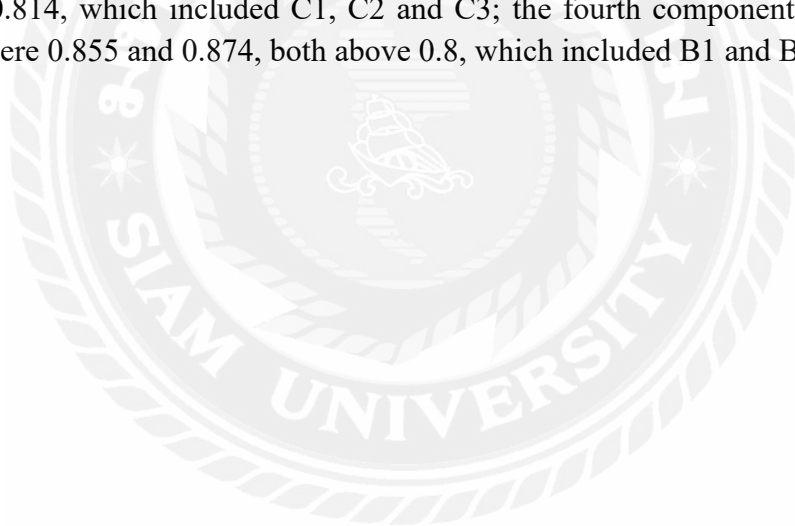 0.814, which included C1, C2 and C3; the fourth component
ere 0.855 and 0.874, both above 0.8, which included B1 and B
SIAM UNIVERSITY